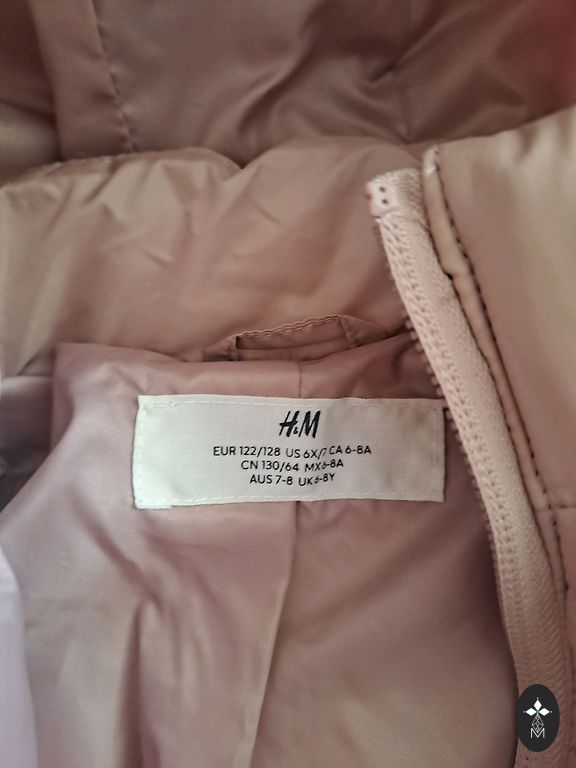 H&M
EUR 122/128 US 6X/7 CA 6-8A
CN 130/64 MX 6-8A
AUS 7-8 UK 6-8Y
M